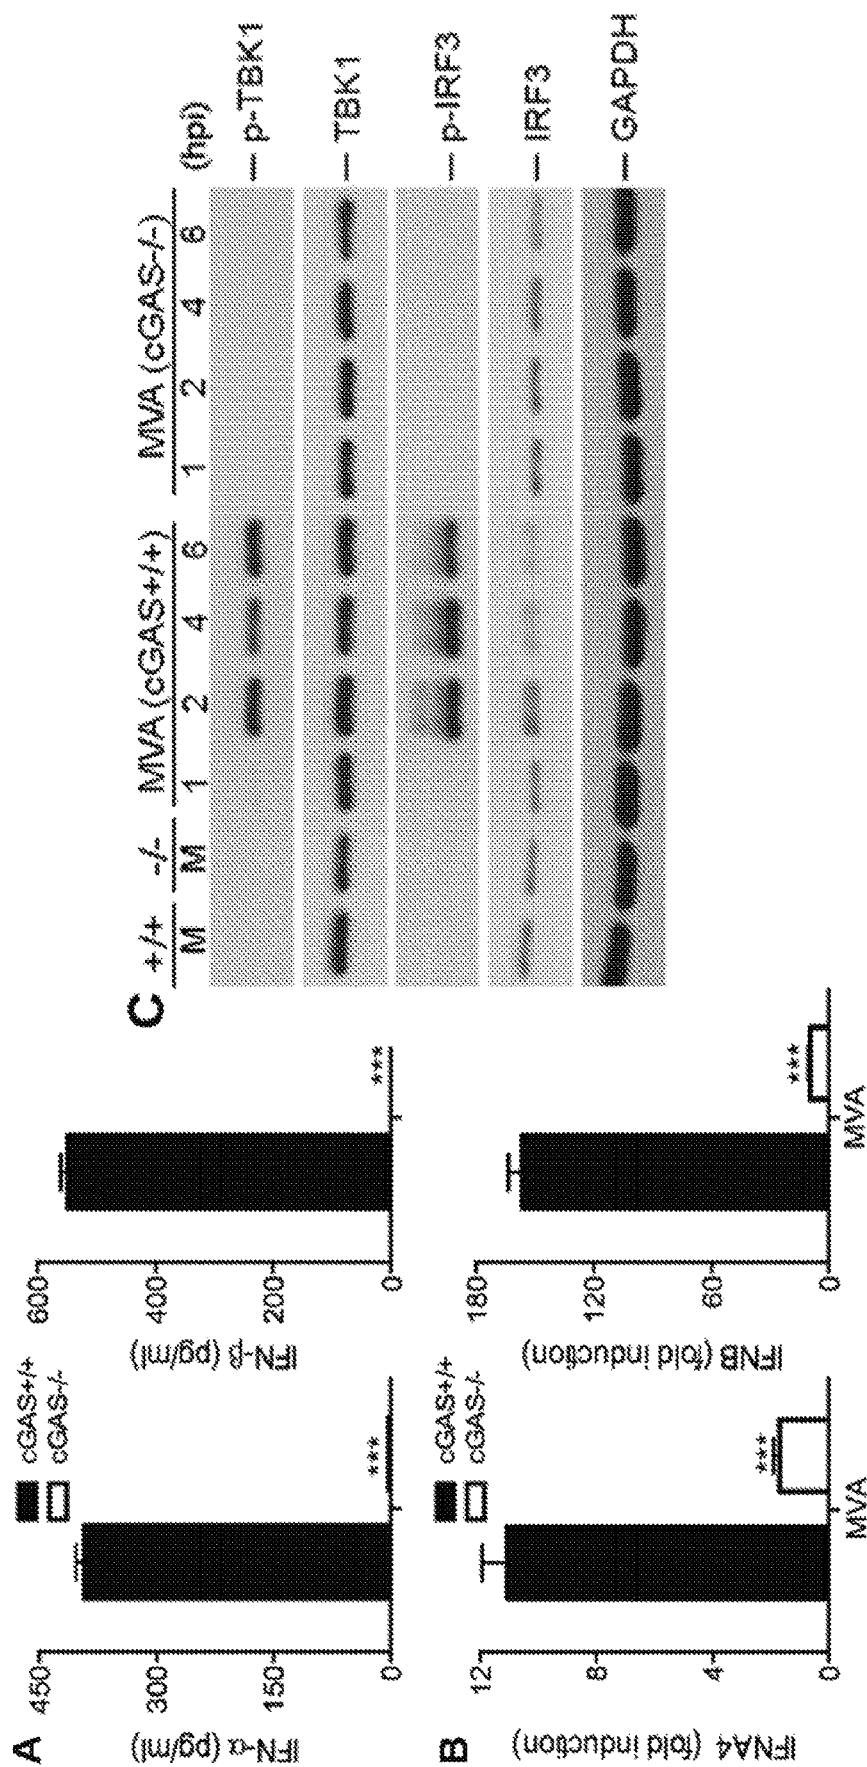 A
cGAS+/+
cGAS-/-
IFN-α (pg/ml)
450
300
150
0
***
IFN-β (pg/ml)
600
400
200
0
***
B
cGAS+/+
cGAS-/-
IFNA4 (fold induction)
12
8
4
0
***
MVA
IFNB (fold induction)
180
120
60
0
***
MVA
C
+/+ -/- MVA (cGAS+/+) MVA (cGAS-/-)
M M 1 2 4 6 1 2 4 6 (hpi)
p-TBK1
TBK1
p-IRF3
IRF3
GAPDH